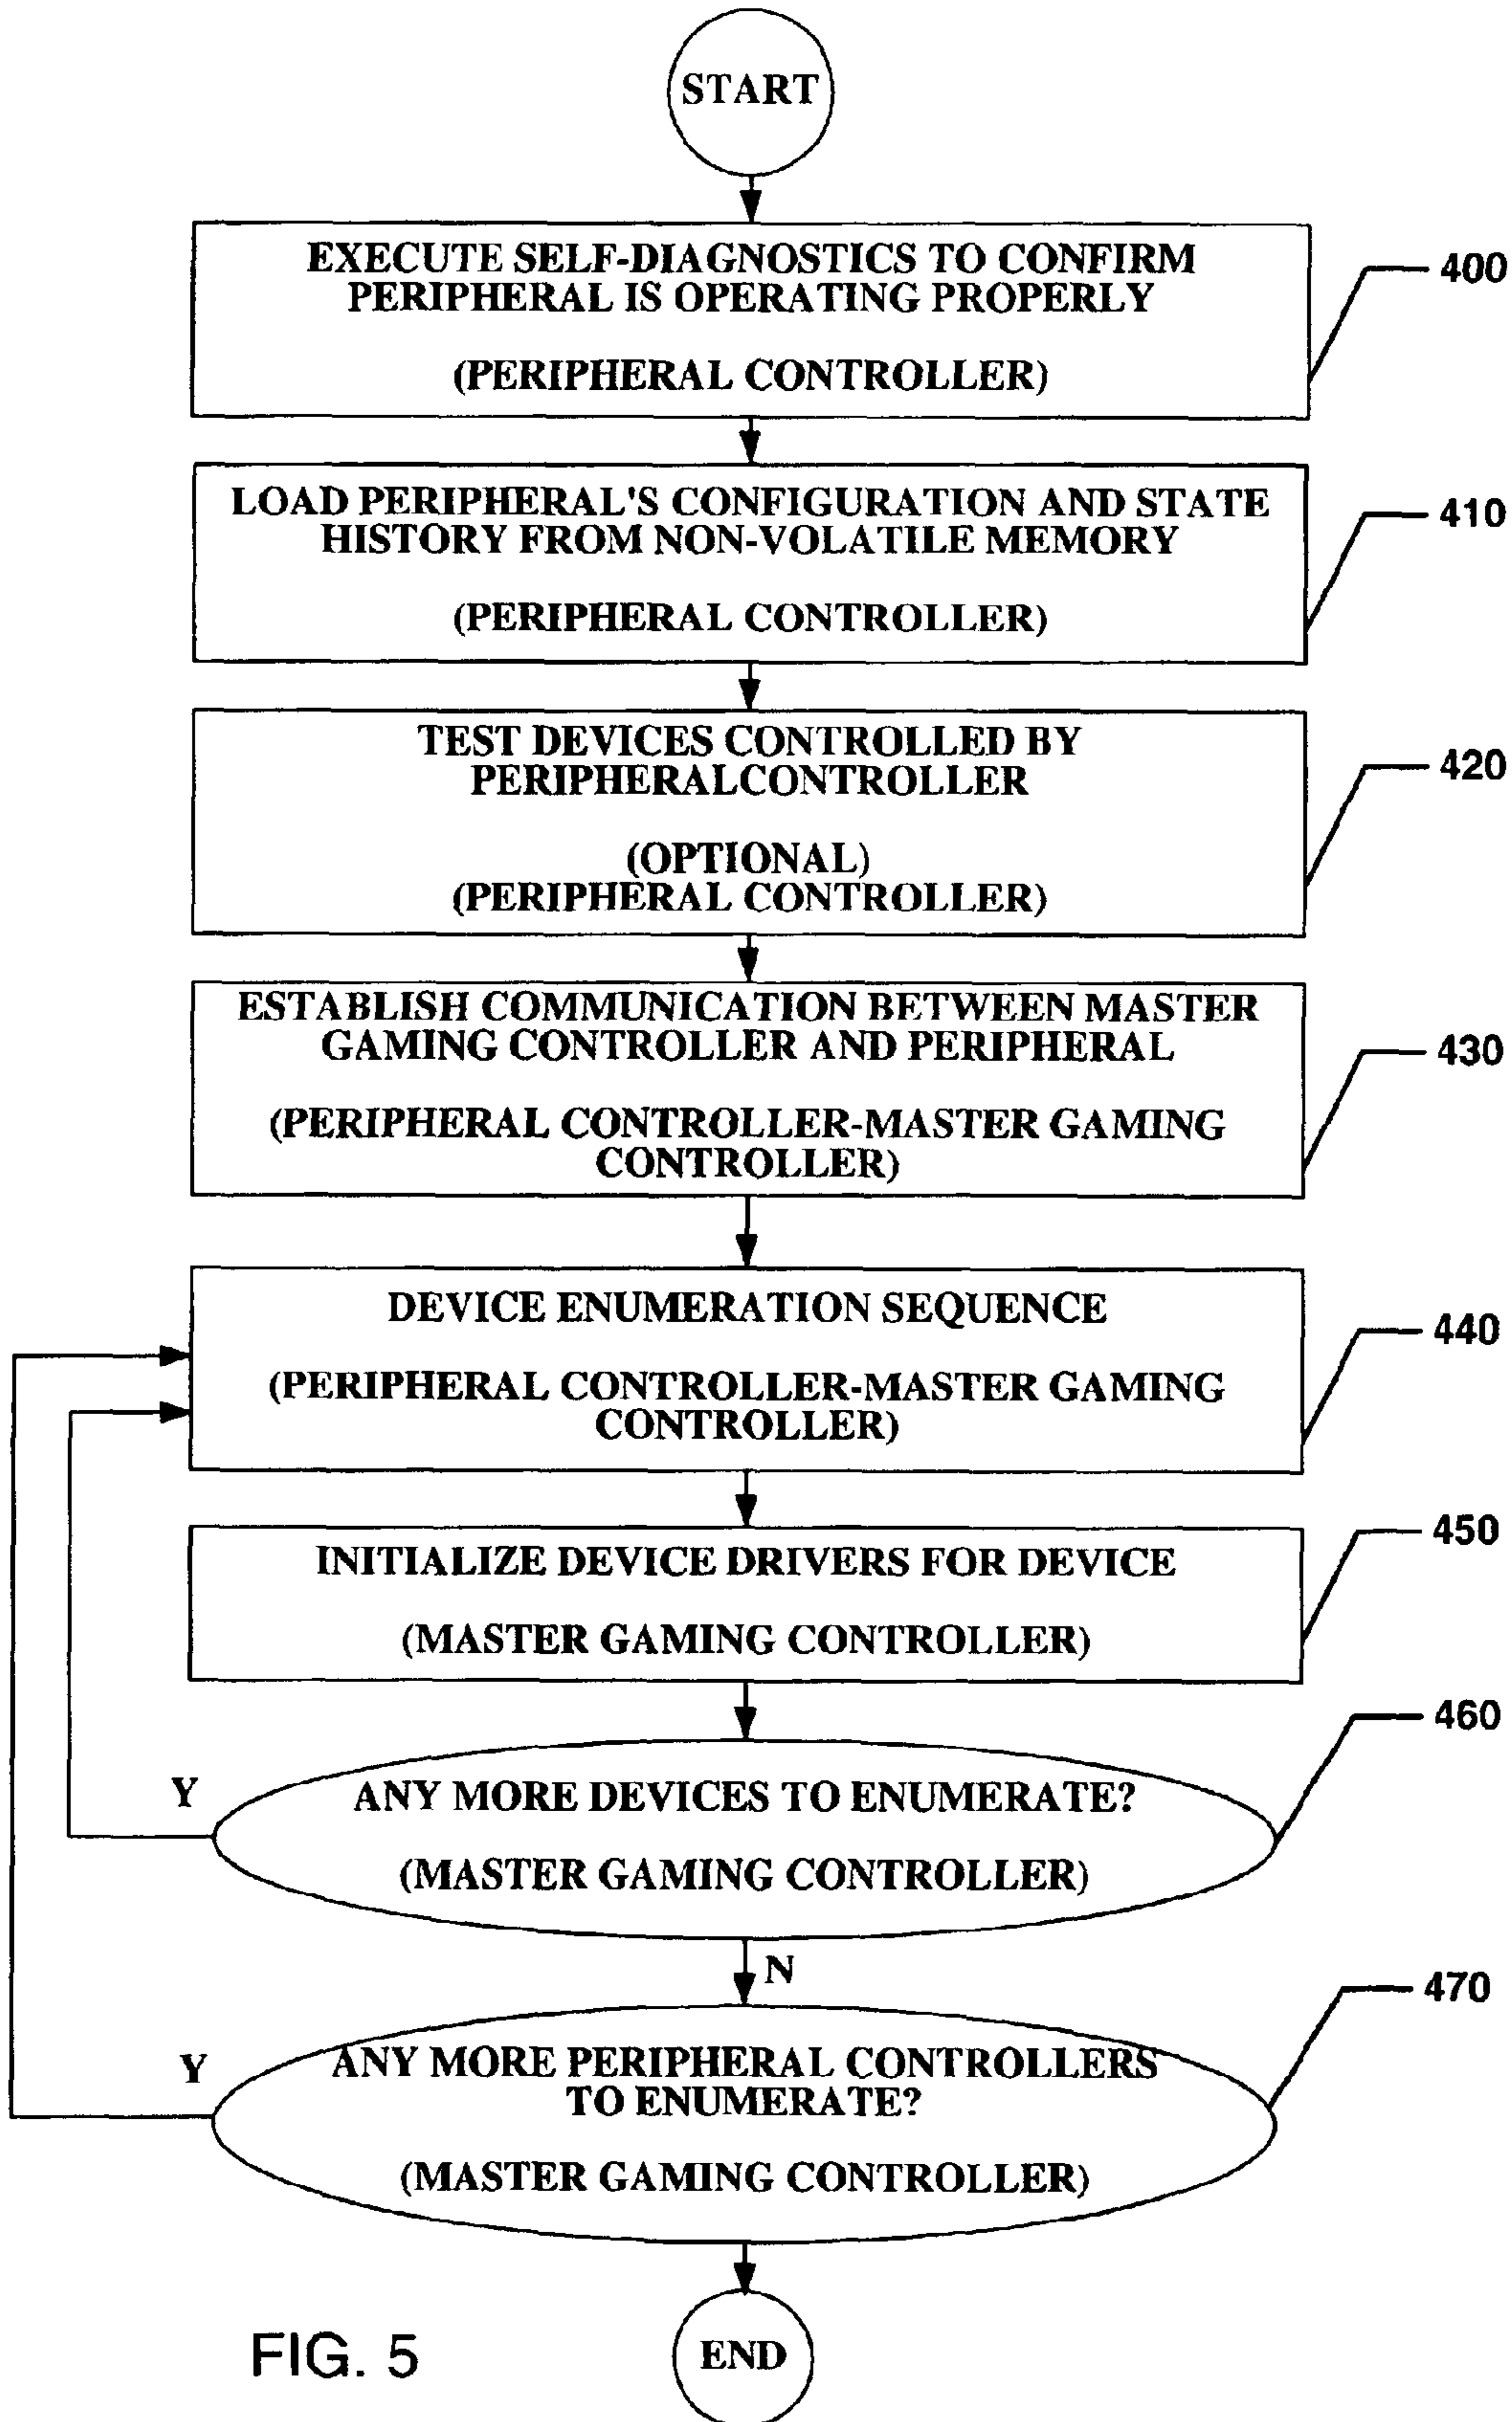 START
EXECUTE SELF-DIAGNOSTICS TO CONFIRM
PERIPHERAL IS OPERATING PROPERLY
(PERIPHERAL CONTROLLER)
400
LOAD PERIPHERAL'S CONFIGURATION AND STATE
HISTORY FROM NON-VOLATILE MEMORY
(PERIPHERAL CONTROLLER)
410
TEST DEVICES CONTROLLED BY
PERIPHERALCONTROLLER
(OPTIONAL)
(PERIPHERAL CONTROLLER)
420
ESTABLISH COMMUNICATION BETWEEN MASTER
GAMING CONTROLLER AND PERIPHERAL
(PERIPHERAL CONTROLLER-MASTER GAMING
CONTROLLER)
430
DEVICE ENUMERATION SEQUENCE
(PERIPHERAL CONTROLLER-MASTER GAMING
CONTROLLER)
440
INITIALIZE DEVICE DRIVERS FOR DEVICE
(MASTER GAMING CONTROLLER)
450
Y
ANY MORE DEVICES TO ENUMERATE?
(MASTER GAMING CONTROLLER)
460
N
Y
ANY MORE PERIPHERAL CONTROLLERS
TO ENUMERATE?
(MASTER GAMING CONTROLLER)
470
END
FIG. 5